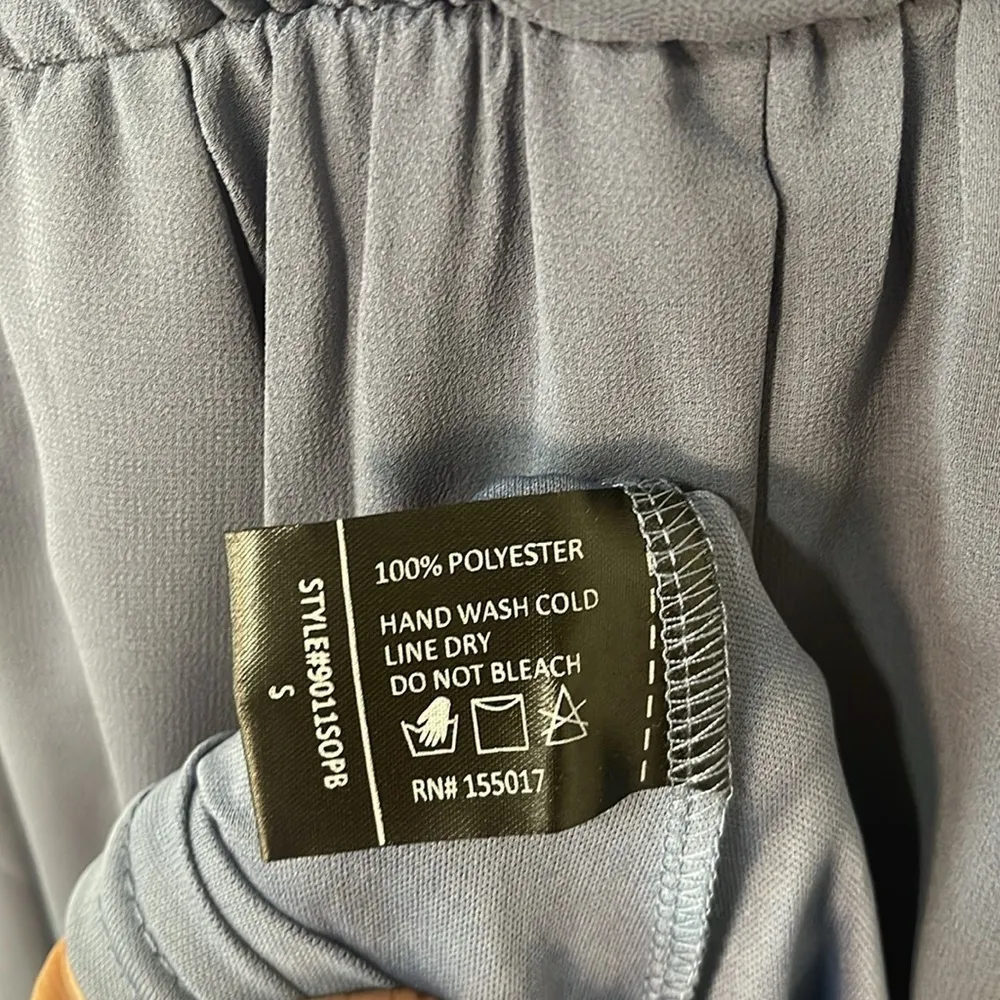 100% POLYESTER
HAND WASH COLD
LINE DRY
DO NOT BLEACH
RN# 155017
STYLE#9011SOPB
S